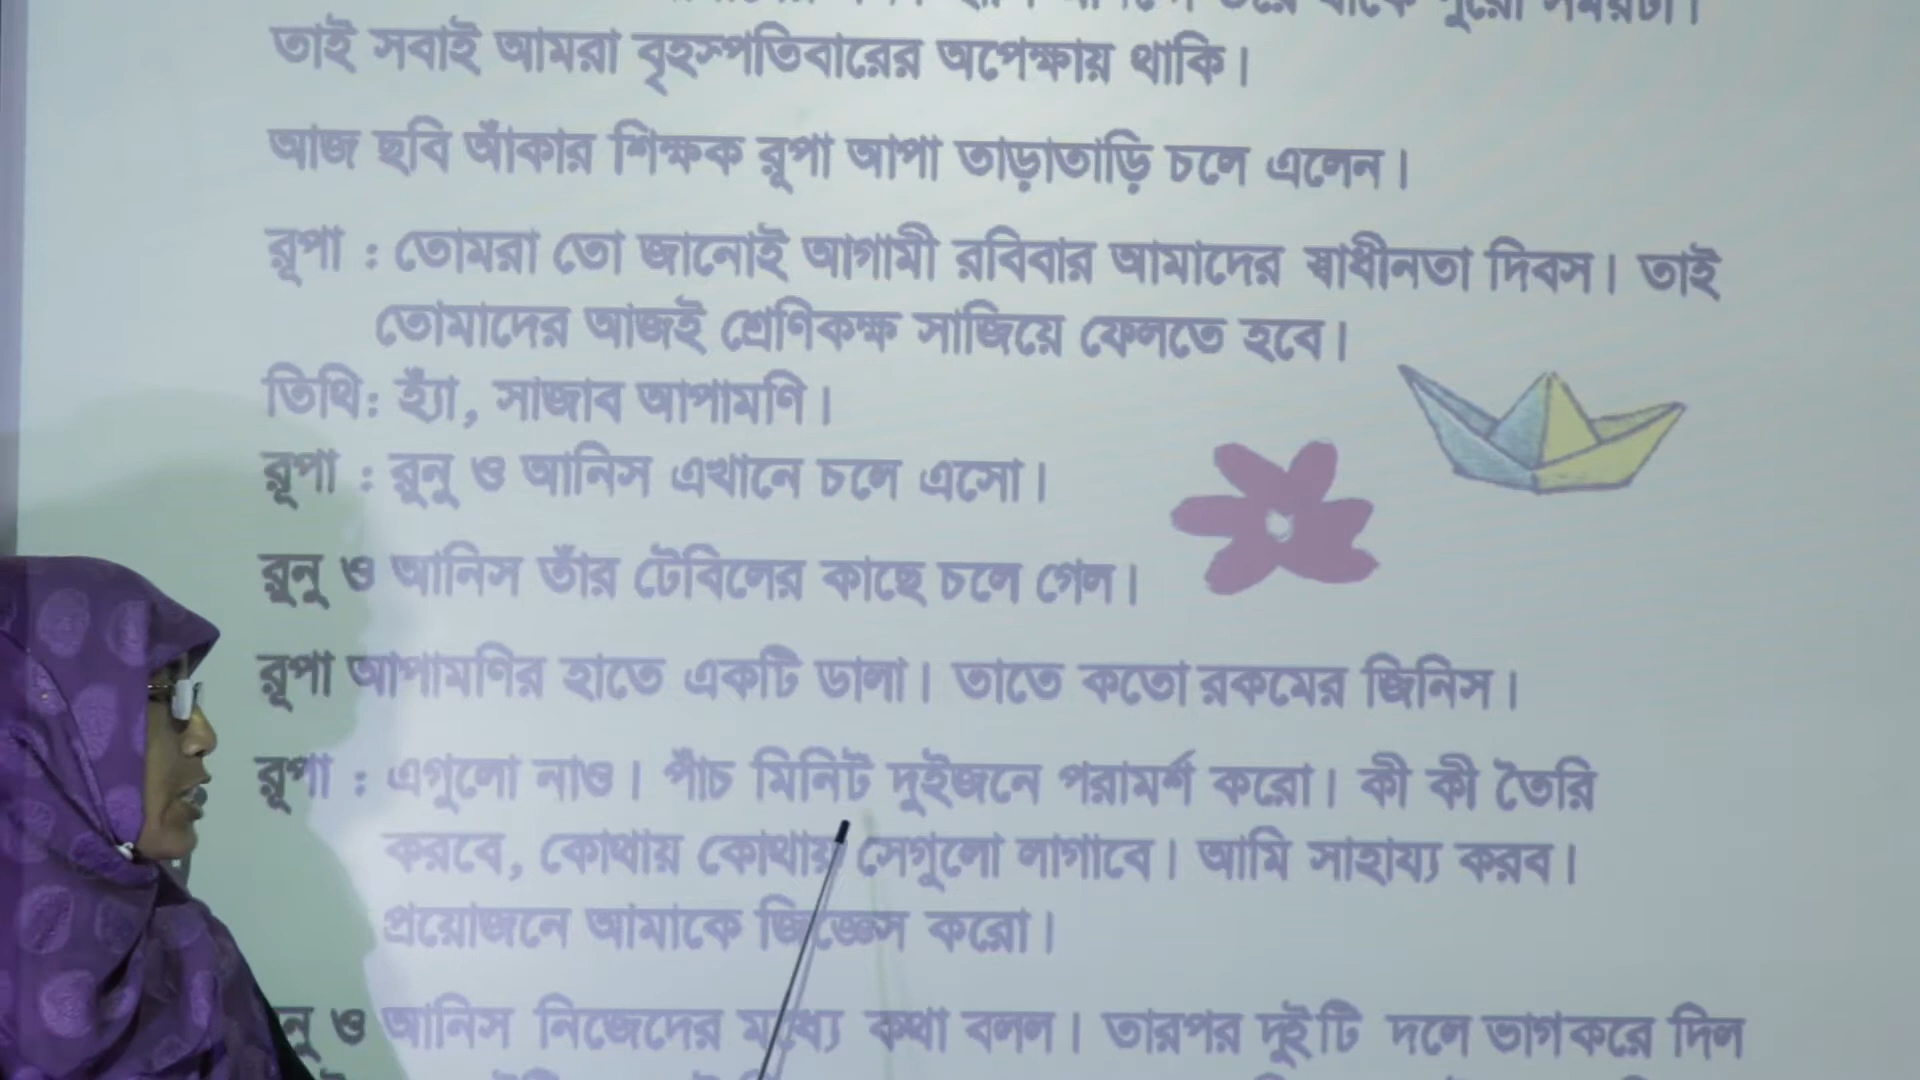 তাই সবাই আমরা বৃহস্পতিবারের অপেক্ষায় থাকি।
আজ ছবি আঁকার শিক্ষক রূপা আপা তাড়াতাড়ি চলে এলেন।
রূপা : তোমরা তো জানোই আগামী রবিবার আমাদের স্বাধীনতা দিবস। তাই
তোমাদের আজই শ্রেণিকক্ষ সাজিয়ে ফেলতে হবে।
তিথি: হ্যাঁ, সাজাব আপামণি।
রূপা : রুনু ও আনিস এখানে চলে এসো।
রুনু ও আনিস তাঁর টেবিলের কাছে চলে গেল।
রূপা আপামণির হাতে একটি ডালা। তাতে কতো রকমের জিনিস।
রূপা : এগুলো নাও। পাঁচ মিনিট দুইজনে পরামর্শ করো। কী কী তৈরি
করবে, কোথায় কোথায় সেগুলো লাগাবে। আমি সাহায্য করব।
প্রয়োজনে আমাকে জিজ্ঞেস করো।
ও আনিস নিজেদের মধ্যে কথা বলল। তারপর দুইটি দলে ভাগ করে দিল